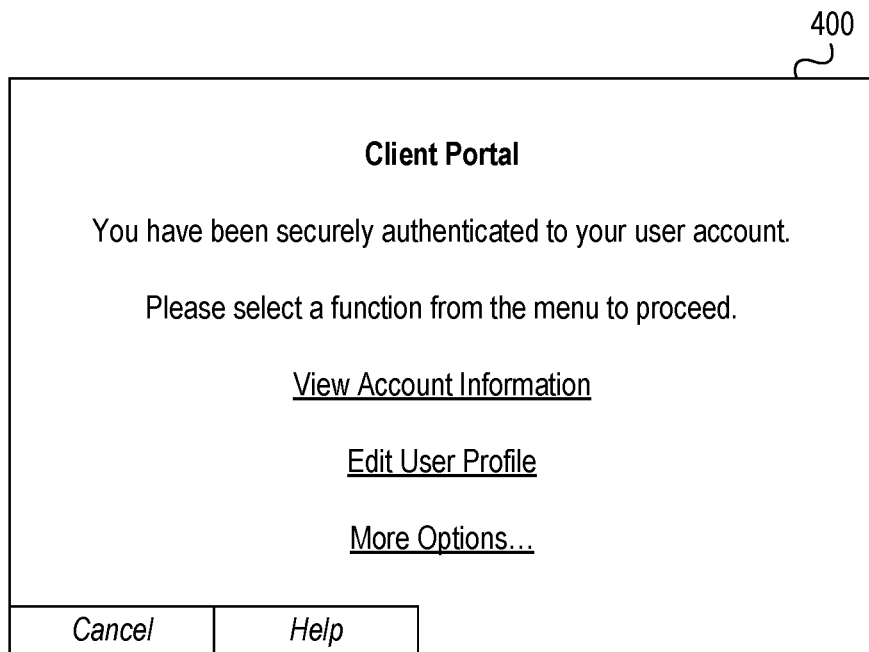 400
Client Portal
You have been securely authenticated to your user account.
Please select a function from the menu to proceed.
View Account Information
Edit User Profile
More Options…
Cancel Help